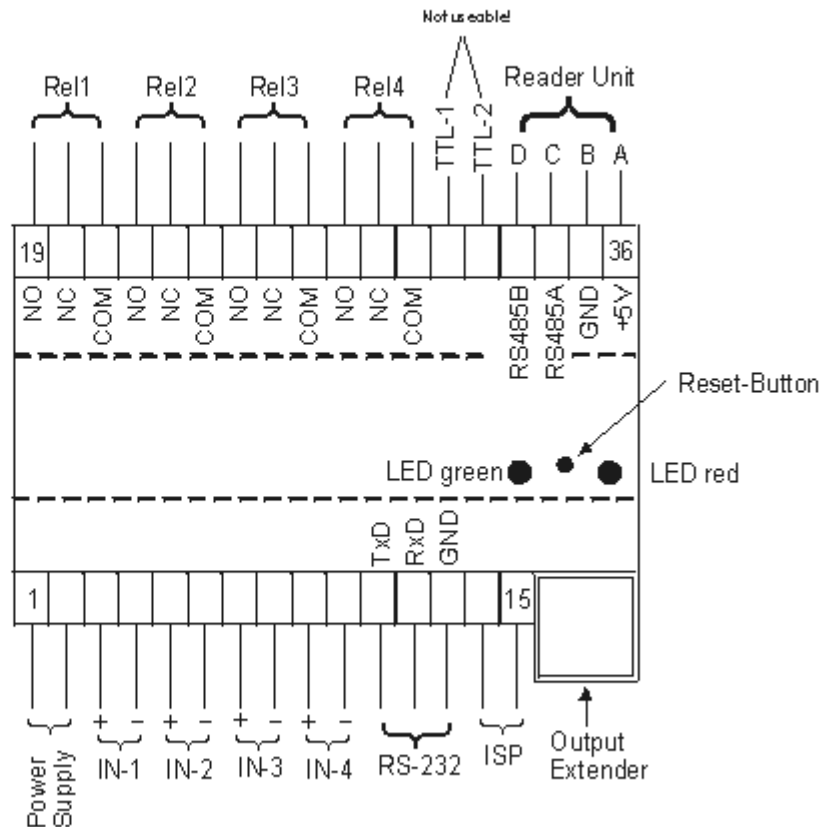 Not useable!
Rel1 Rel2 Rel3 Rel4 TTL-1 TTL-2 Reader Unit
D C B A
19 36
NO NC COM NO NC COM NO NC COM NO NC COM RS485B RS485A GND +5V
Reset-Button
LED green LED red
TxD RxD GND
1 15
+ - + - + - + -
Power Supply IN-1 IN-2 IN-3 IN-4 RS-232 ISP Output
Extender